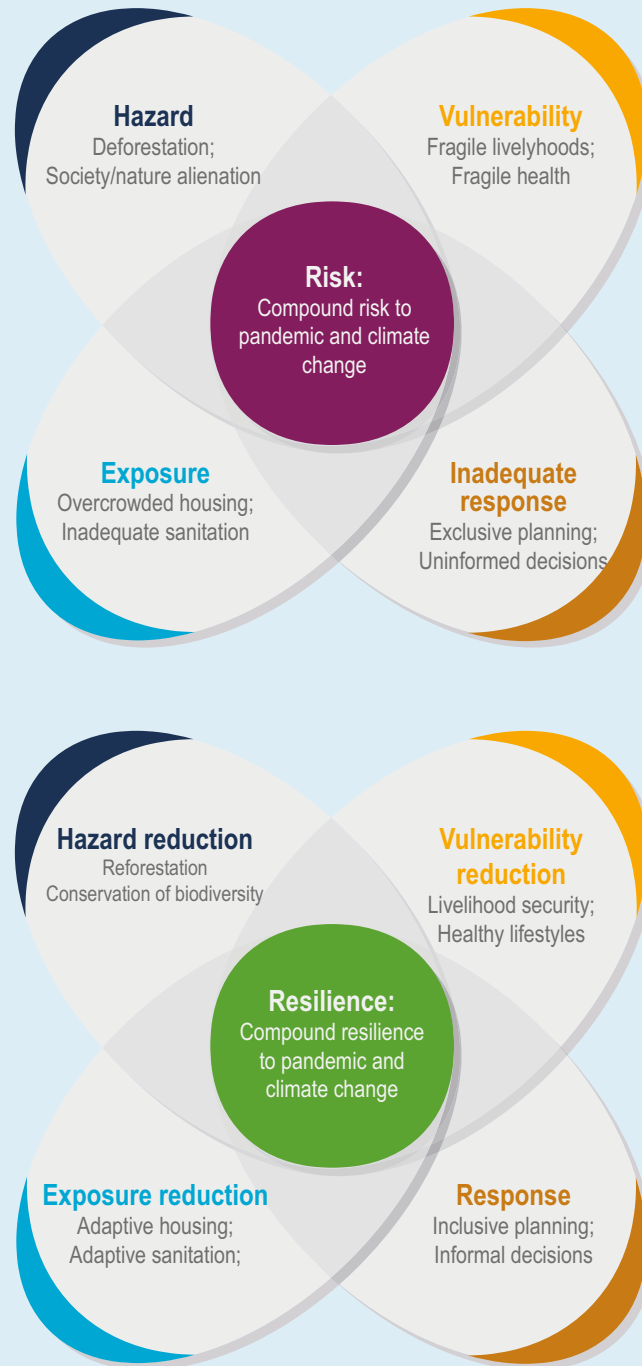 Hazard
Deforestation;
Society/nature alienation
Vulnerability
Fragile livelyhoods;
Fragile health
Risk:
Compound risk to
pandemic and climate
change
Exposure
Overcrowded housing;
Inadequate sanitation
Inadequate
response
Exclusive planning;
Uninformed decisions
Hazard reduction
Reforestation
Conservation of biodiversity
Vulnerability
reduction
Livelihood security;
Healthy lifestyles
Resilience:
Compound resilience
to pandemic and
climate change
Exposure reduction
Adaptive housing;
Adaptive sanitation;
Response
Inclusive planning;
Informal decisions